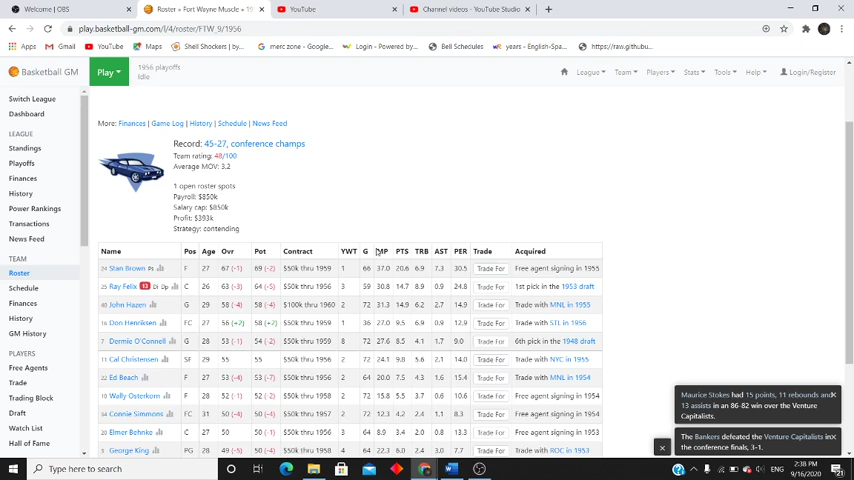 Welcome | OBS
Roster » Fort Wayne Muscle » 19
YouTube
Channel videos - YouTube Studio
play.basketball-gm.com/l/4/roster/FTW_9/1956
Apps
Gmail
YouTube
Maps
Shell Shockers | by...
merc zone - Google...
Login - Powered by...
Bell Schedules
years - English-Spa...
https://raw.githubu...
Basketball GM
Play
1956 playoffs
Idle
League
Team
Players
Stats
Tools
Help
Login/Register
Switch League
Dashboard
LEAGUE
Standings
Playoffs
Finances
History
Power Rankings
Transactions
News Feed
TEAM
Roster
Schedule
Finances
History
GM History
PLAYERS
Free Agents
Trade
Trading Block
Draft
Watch List
Hall of Fame
More: Finances | Game Log | History | Schedule | News Feed
Record: 45-27, conference champs
Team rating: 48/100
Average MOV: 3.2
1 open roster spots
Payroll: $850k
Salary cap: $850k
Profit: $393k
Strategy: contending
Name Pos Age Ovr Pot Contract YWT G MP PTS TRB AST PER Trade Acquired
24 Stan Brown Ps F 27 67 (-1) 69 (-2) $50k thru 1959 1 66 37.0 20.6 6.9 7.3 30.5 Trade For Free agent signing in 1955
25 Ray Felix 13 Di Dp C 26 63 (-3) 64 (-5) $50k thru 1956 3 59 30.8 14.7 8.9 0.9 24.8 Trade For 1st pick in the 1953 draft
40 John Hazen G 29 58 (-4) 58 (-4) $100k thru 1960 2 72 31.3 14.9 6.2 2.7 14.9 Trade For Trade with MNL in 1955
16 Don Henriksen FC 27 56 (+2) 58 (+2) $50k thru 1956 1 36 27.0 9.5 6.9 0.9 12.9 Trade For Trade with STL in 1956
7 Dermie O'Connell G 28 53 (-1) 54 (-2) $50k thru 1956 8 72 27.6 8.5 4.1 1.7 9.0 Trade For 6th pick in the 1948 draft
11 Cal Christensen SF 27 55 55 $50k thru 1956 2 72 24.1 9.8 5.6 2.1 14.0 Trade For Trade with NYC in 1955
22 Ed Beach F 27 53 (-4) 53 (-7) $50k thru 1956 2 64 20.0 7.5 4.3 1.6 15.4 Trade For Trade with MNL in 1954
10 Wally Osterkorn F 28 52 (-1) 52 (-2) $50k thru 1956 2 72 15.8 5.5 3.7 0.6 10.6 Trade For Free agent signing in 1954
Connie Simmons FC 31 50 (-4) 50 (-4) $50k thru 1957 2 72 12.3 4.2 2.4 1.1 8.3 Trade For Free agent signing in 1954
20 Elmer Behnke C 27 50 50 (-1) $50k thru 1956 2 33 8.9 3.4 2.0 0.8 13.3 Trade For Free agent signing in 1955
George King PG 28 49 (-5) 50 (-4) $50k thru 1958 4 64 22.3 7.5 2.4 3.0 7.7 Trade For Trade with ROC in 1953
Maurice Stokes had 15 points, 11 rebounds and
13 assists in an 86-82 win over the Venture
Capitalists.
The Bankers defeated the Venture Capitalists in
the conference finals, 3-1.
Type here to search
ENG
2:38 PM
9/16/2020
21